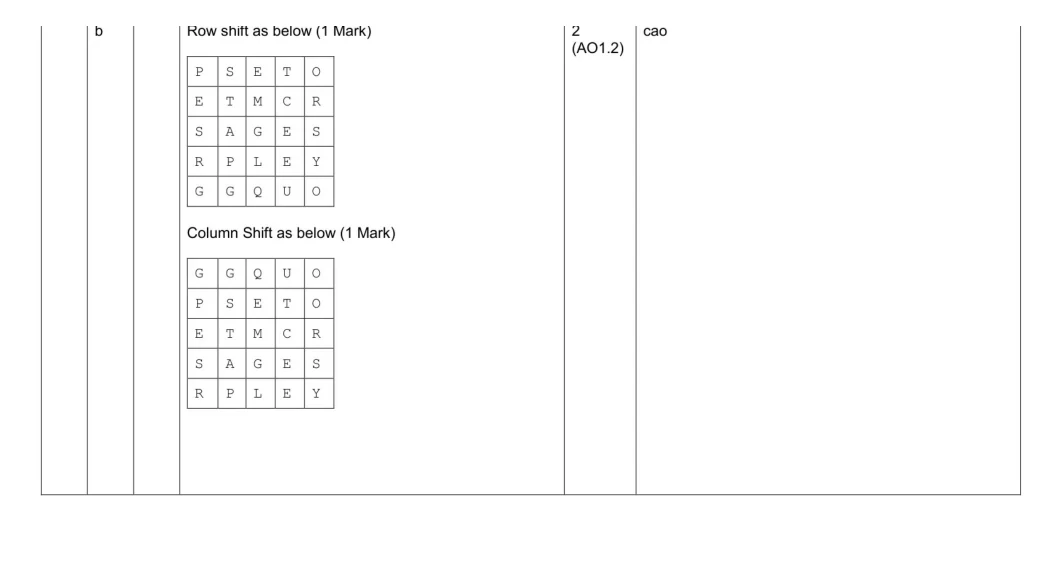 b Row shift as below (1 Mark) 2 cao
(AO1.2)
P S E T O
E T M C R
S A G E S
R P L E Y
G G Q U O
Column Shift as below (1 Mark)
G G Q U O
P S E T O
E T M C R
S A G E S
R P L E Y